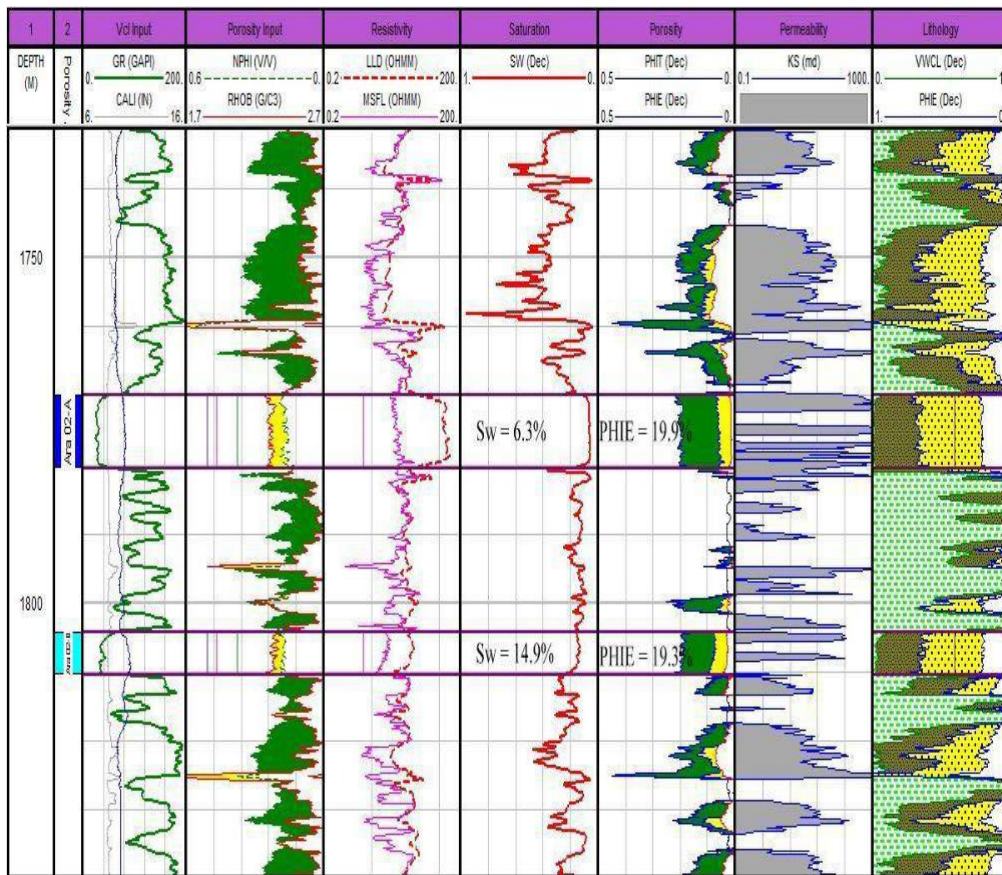 1 2 Vcl Input Porosity Input Resistivity Saturation Porosity Permeability Lithology
DEPTH GR (GAPI) NPHI (V/V) LLD (OHMM) SW (Dec) PHIT (Dec) KS (md) VWCL (Dec)
0. 200. 0.6 0. 0.2 200. 1. 0. 0.5 0. 0.1 1000. 0. 1
(M) CALI (IN) RHOB (G/C3) MSFL (OHMM) PHIE (Dec) PHIE (Dec)
6. 16. 1.7 2.7 0.2 200. 0.5 0. 1. 0
Porosity
1750
Ara 02-A
Sw = 6.3% PHIE = 19.9%
1800
Sw = 14.9% PHIE = 19.3%